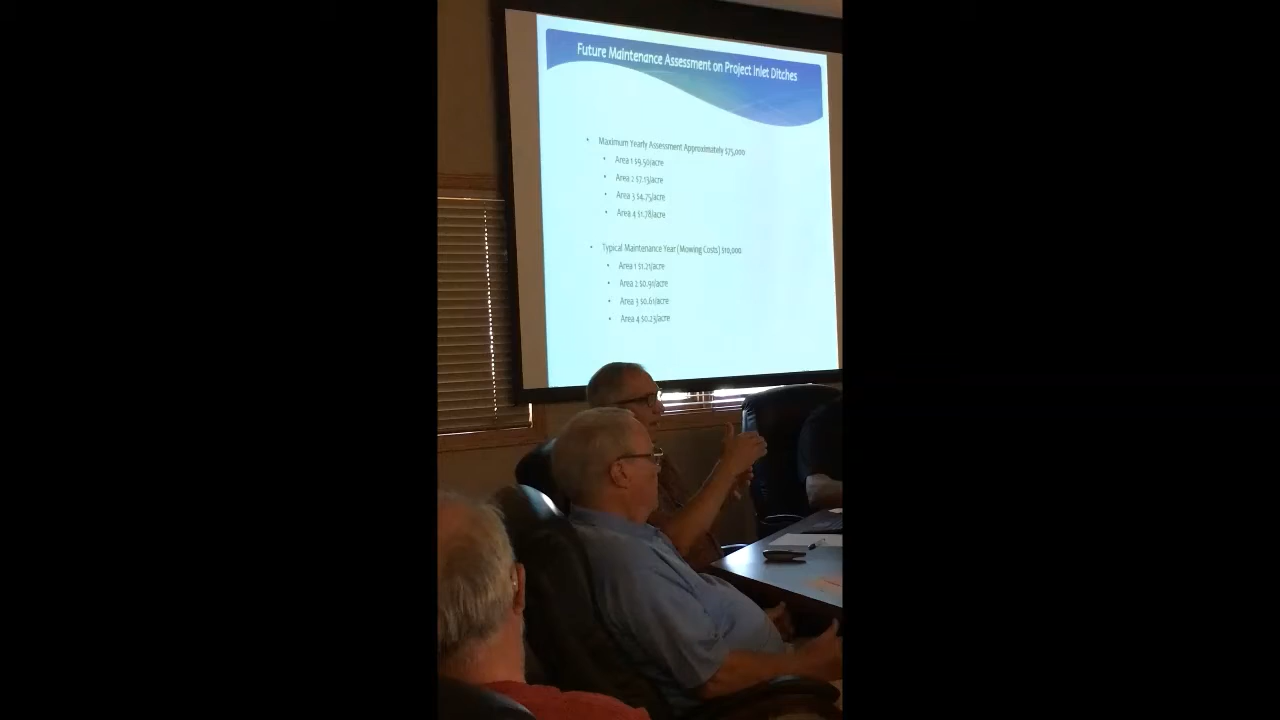 Future Maintenance Assessment on Project Inlet Ditches
• Maximum Yearly Assessment Approximately $75,000
• Area 1 $9.50/acre
• Area 2 $7.13/acre
• Area 3 $4.75/acre
• Area 4 $1.78/acre
• Typical Maintenance Year (Mowing Costs) $10,000
• Area 1 $1.21/acre
• Area 2 $0.91/acre
• Area 3 $0.61/acre
• Area 4 $0.23/acre